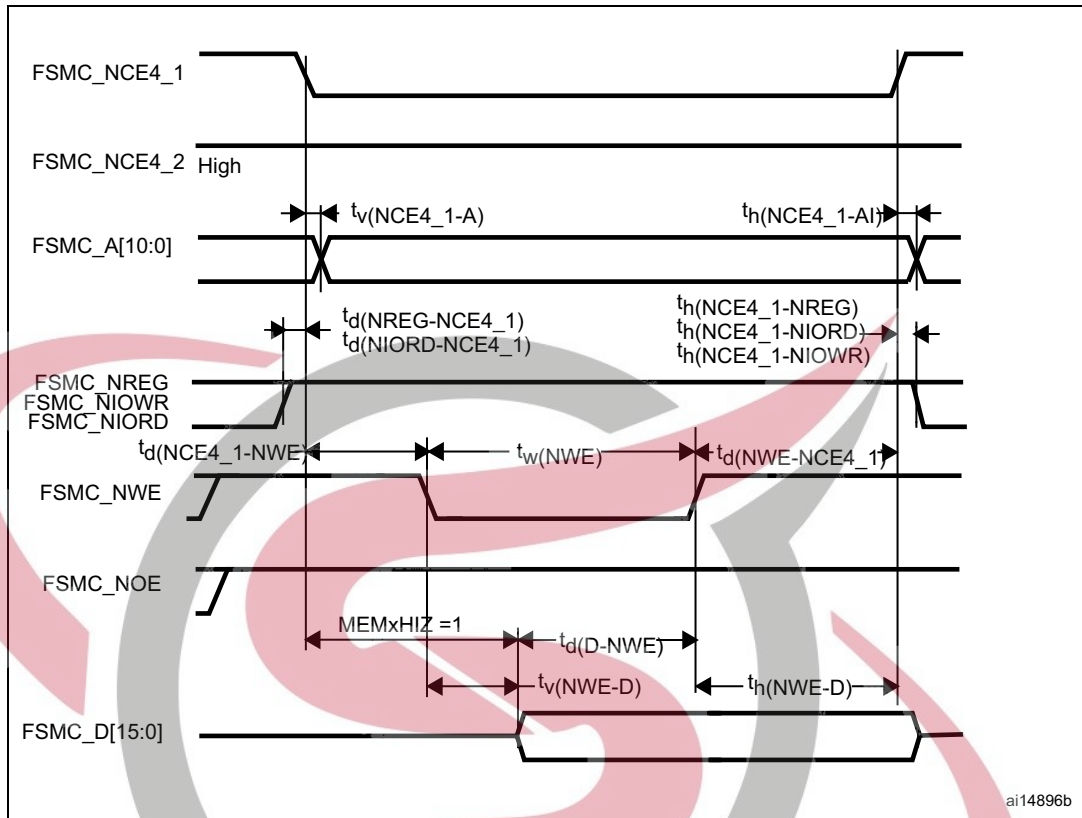 FSMC_NCE4_1
FSMC_NCE4_2 High
tv(NCE4_1-A)
th(NCE4_1-AI)
FSMC_A[10:0]
td(NREG-NCE4_1)
td(NIORD-NCE4_1)
th(NCE4_1-NREG)
th(NCE4_1-NIORD)
th(NCE4_1-NIOWR)
FSMC_NREG
FSMC_NIOWR
FSMC_NIORD
td(NCE4_1-NWE)
tw(NWE)
td(NWE-NCE4_1)
FSMC_NWE
FSMC_NOE
MEMxHIZ =1
td(D-NWE)
tv(NWE-D)
th(NWE-D)
FSMC_D[15:0]
ai14896b